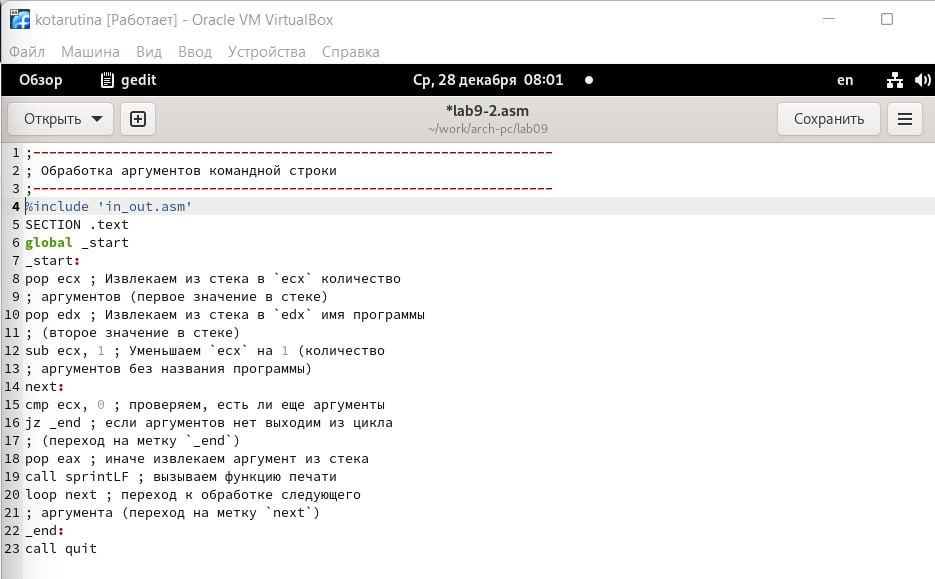 kotarutina [Работает] - Oracle VM VirtualBox
Файл Машина Вид Ввод Устройства Справка
Обзор gedit Ср, 28 декабря 08:01 en
Открыть *lab9-2.asm Сохранить
~/work/arch-pc/lab09
1 ;-----------------------------------------------------------------
2 ; Обработка аргументов командной строки
3 ;-----------------------------------------------------------------
4 %include 'in_out.asm'
5 SECTION .text
6 global _start
7 _start:
8 pop ecx ; Извлекаем из стека в `ecx` количество
9 ; аргументов (первое значение в стеке)
10 pop edx ; Извлекаем из стека в `edx` имя программы
11 ; (второе значение в стеке)
12 sub ecx, 1 ; Уменьшаем `ecx` на 1 (количество
13 ; аргументов без названия программы)
14 next:
15 cmp ecx, 0 ; проверяем, есть ли еще аргументы
16 jz _end ; если аргументов нет выходим из цикла
17 ; (переход на метку `_end`)
18 pop eax ; иначе извлекаем аргумент из стека
19 call sprintLF ; вызываем функцию печати
20 loop next ; переход к обработке следующего
21 ; аргумента (переход на метку `next`)
22 _end:
23 call quit